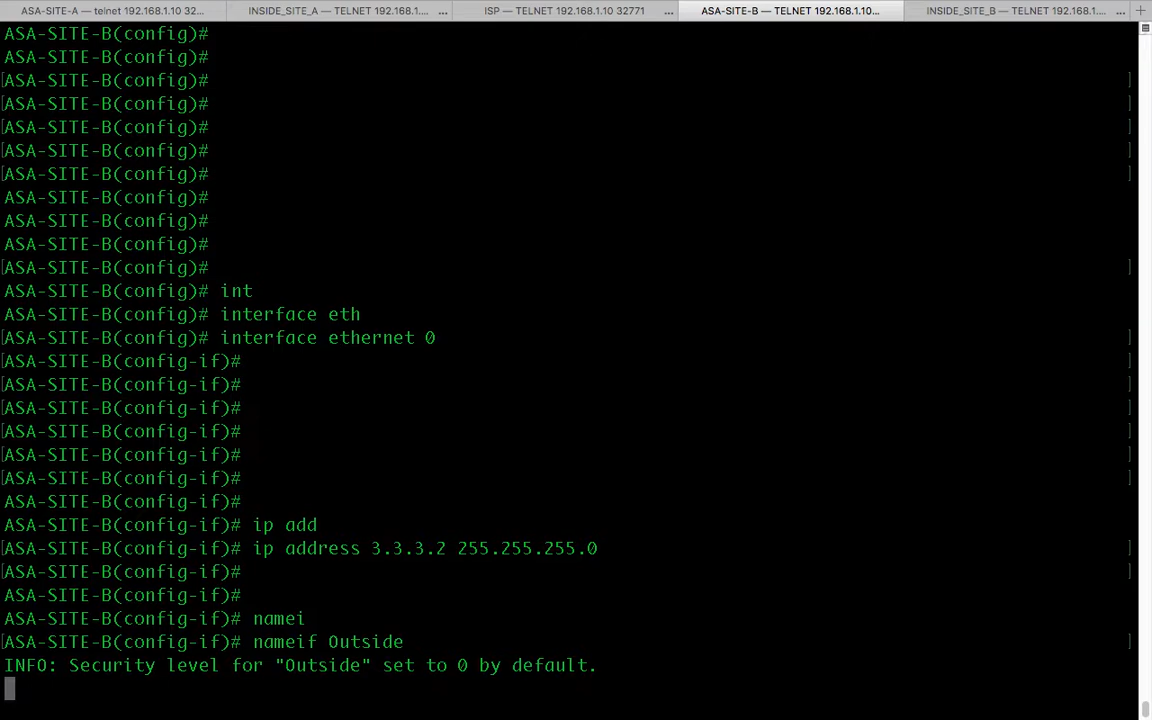 ASA-SITE-A — telnet 192.168.1.10 32...
INSIDE_SITE_A — TELNET 192.168.1.... ...
ISP — TELNET 192.168.1.10 32771 ...
ASA-SITE-B — TELNET 192.168.1.10...
INSIDE_SITE_B — TELNET 192.168.1.... ...
ASA-SITE-B(config)#
ASA-SITE-B(config)#
[ASA-SITE-B(config)# ]
[ASA-SITE-B(config)# ]
[ASA-SITE-B(config)# ]
[ASA-SITE-B(config)# ]
[ASA-SITE-B(config)# ]
ASA-SITE-B(config)#
ASA-SITE-B(config)#
ASA-SITE-B(config)#
[ASA-SITE-B(config)# ]
ASA-SITE-B(config)# int
ASA-SITE-B(config)# interface eth
[ASA-SITE-B(config)# interface ethernet 0 ]
[ASA-SITE-B(config-if)# ]
[ASA-SITE-B(config-if)# ]
[ASA-SITE-B(config-if)# ]
[ASA-SITE-B(config-if)# ]
[ASA-SITE-B(config-if)# ]
[ASA-SITE-B(config-if)# ]
ASA-SITE-B(config-if)#
ASA-SITE-B(config-if)# ip add
[ASA-SITE-B(config-if)# ip address 3.3.3.2 255.255.255.0 ]
[ASA-SITE-B(config-if)# ]
ASA-SITE-B(config-if)#
ASA-SITE-B(config-if)# namei
[ASA-SITE-B(config-if)# nameif Outside ]
INFO: Security level for "Outside" set to 0 by default.